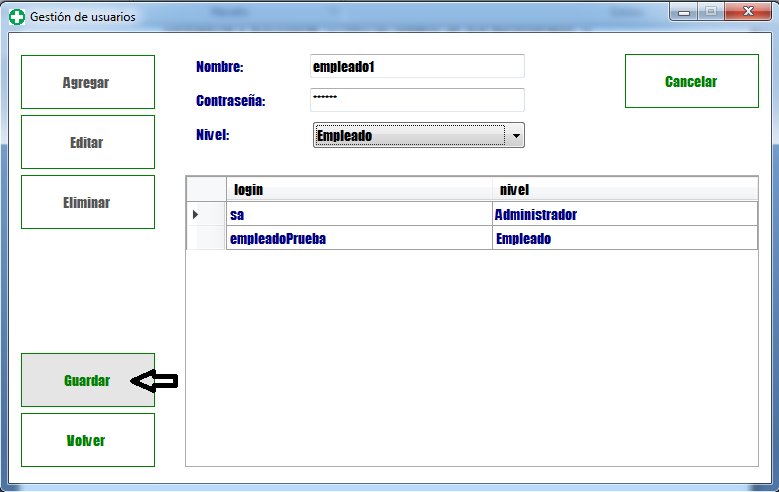 Gestión de usuarios
Agregar
Editar
Eliminar
Guardar
Volver
Nombre: empleado1
Contraseña: ******
Nivel: Empleado
Cancelar
login nivel
sa Administrador
empleadoPrueba Empleado